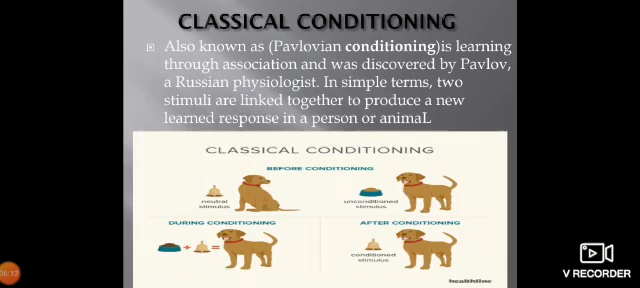 CLASSICAL CONDITIONING
Also known as (Pavlovian conditioning)is learning
through association and was discovered by Pavlov,
a Russian physiologist. In simple terms, two
stimuli are linked together to produce a new
learned response in a person or animaL
CLASSICAL CONDITIONING
BEFORE CONDITIONING
neutral
stimulus
unconditioned
stimulus
DURING CONDITIONING
+ =
AFTER CONDITIONING
conditioned
stimulus
healthline
V RECORDER